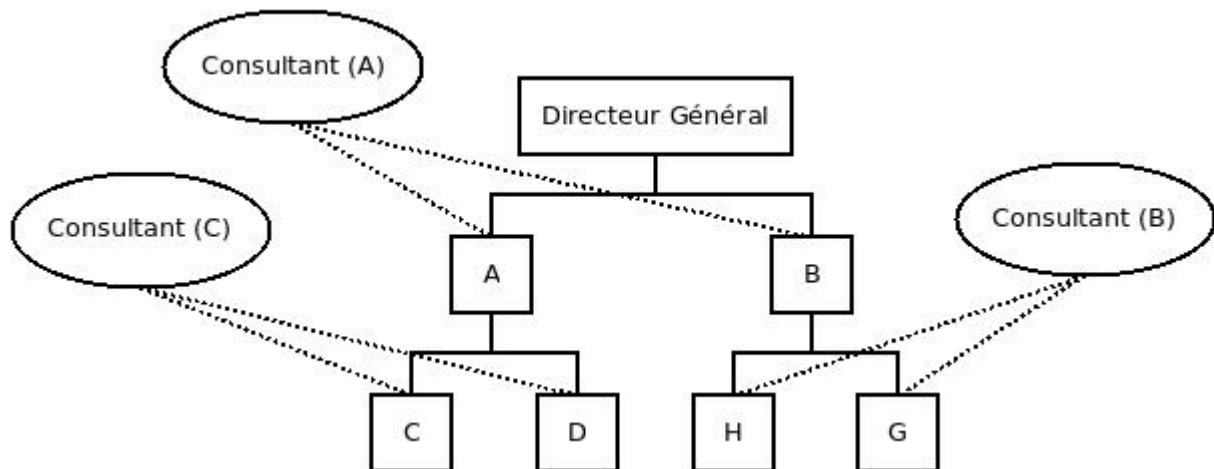 Consultant (A)
Directeur Général
Consultant (C)
Consultant (B)
A
B
C
D
H
G